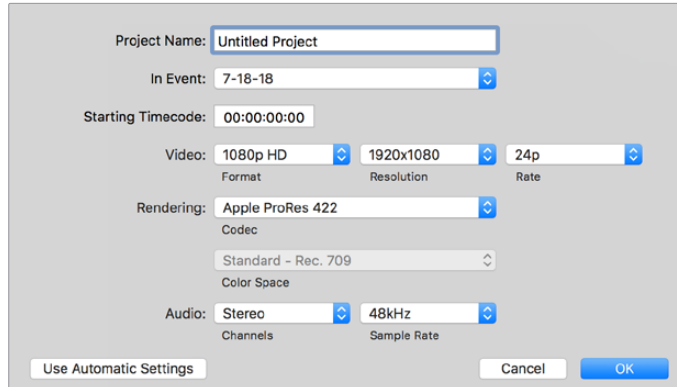 Project Name: Untitled Project
In Event: 7-18-18
Starting Timecode: 00:00:00:00
Video: 1080p HD 1920x1080 24p
Format Resolution Rate
Rendering: Apple ProRes 422
Codec
Standard - Rec. 709
Color Space
Audio: Stereo 48kHz
Channels Sample Rate
Use Automatic Settings Cancel OK